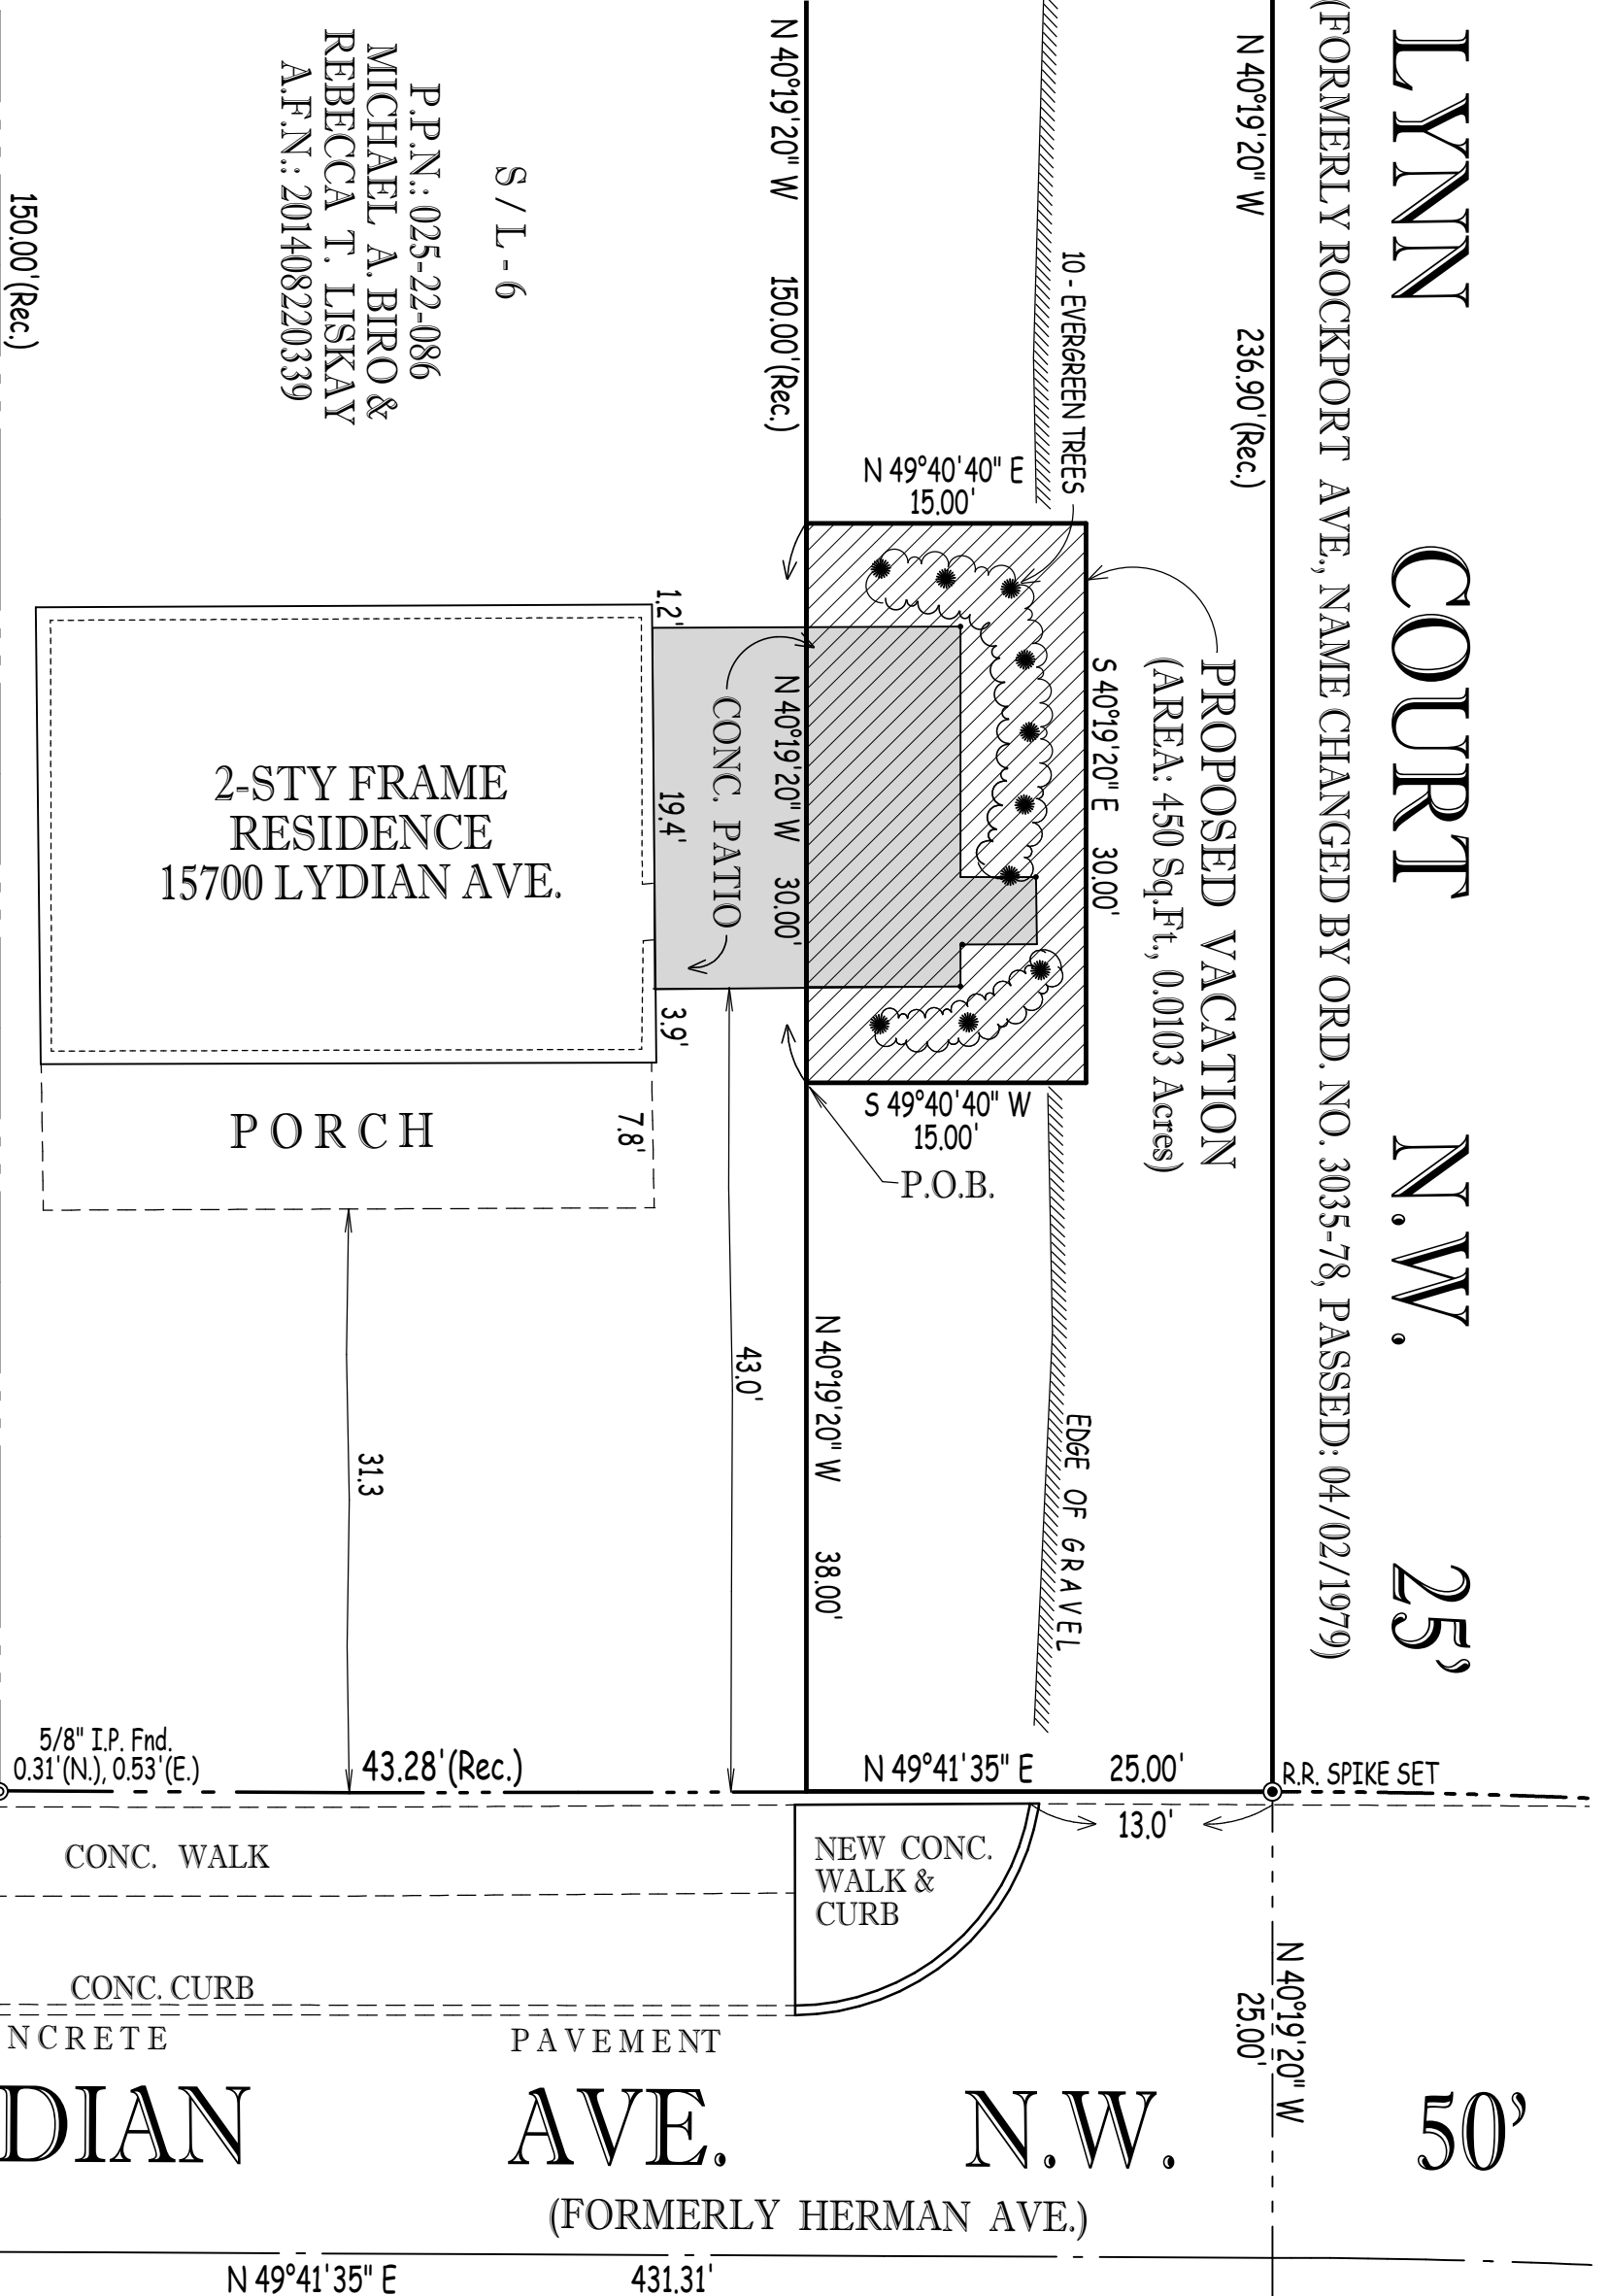 LYNN COURT N.W. 25'
(FORMERLY ROCKPORT AVE., NAME CHANGED BY ORD. NO. 3035-78, PASSED: 04/02/1979)
N 40°19'20" W 236.90'(Rec.)
N 40°19'20" W 150.00'(Rec.)
10 - EVERGREEN TREES
S / L - 6
P.P.N.: 025-22-086
MICHAEL A. BIRO &
REBECCA T. LISKAY
A.F.N.: 201408220339
150.00'(Rec.)
N 49°40'40" E
15.00'
PROPOSED VACATION
(AREA: 450 Sq.Ft., 0.0103 Acres)
S 40°19'20" E 30.00'
N 40°19'20" W 30.00'
CONC. PATIO
1.2'
19.4'
3.9'
2-STY FRAME
RESIDENCE
15700 LYDIAN AVE.
PORCH
7.8'
S 49°40'40" W
15.00'
P.O.B.
N 40°19'20" W 38.00'
EDGE OF GRAVEL
43.0'
31.3
5/8" I.P. Fnd.
0.31'(N.), 0.53'(E.)
43.28'(Rec.)
N 49°41'35" E 25.00'
R.R. SPIKE SET
13.0'
NEW CONC.
WALK &
CURB
CONC. WALK
CONC. CURB
NCRETE PAVEMENT
N 40°19'20" W
25.00'
DIAN AVE. N.W. 50'
(FORMERLY HERMAN AVE.)
N 49°41'35" E 431.31'